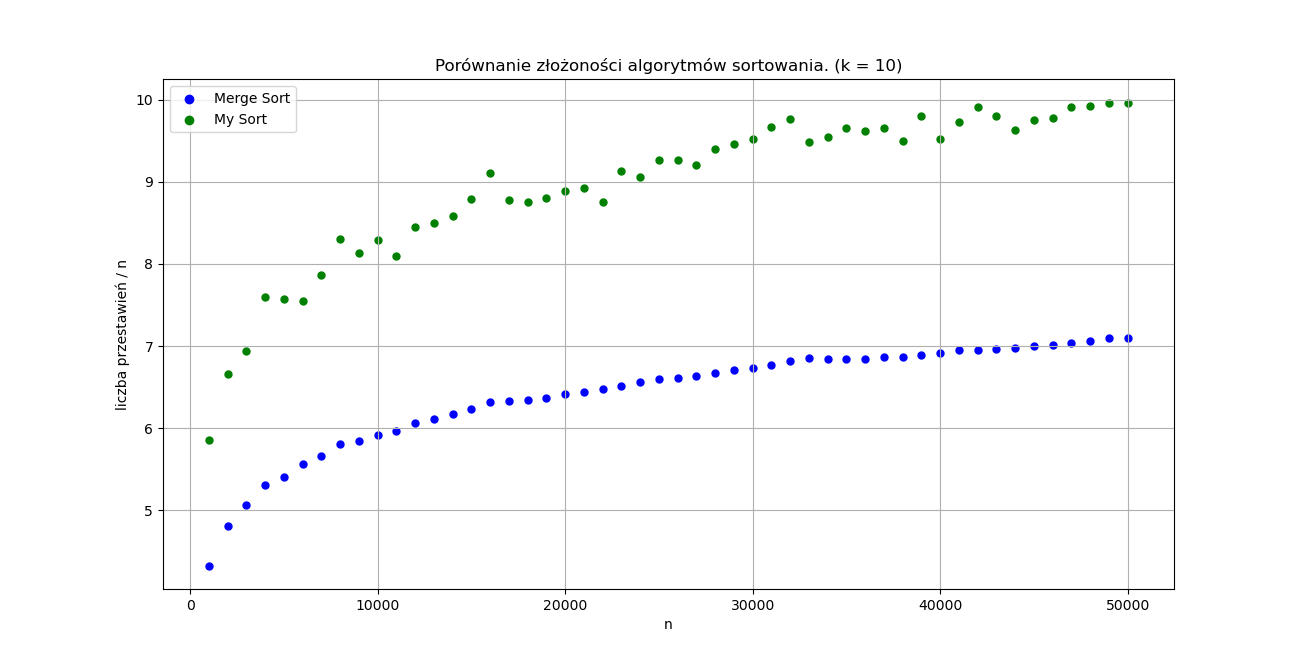 Porównanie złożoności algorytmów sortowania. (k = 10)
Merge Sort
My Sort
liczba przestawień / n
10
9
8
7
6
5
0
10000
20000
30000
40000
50000
n